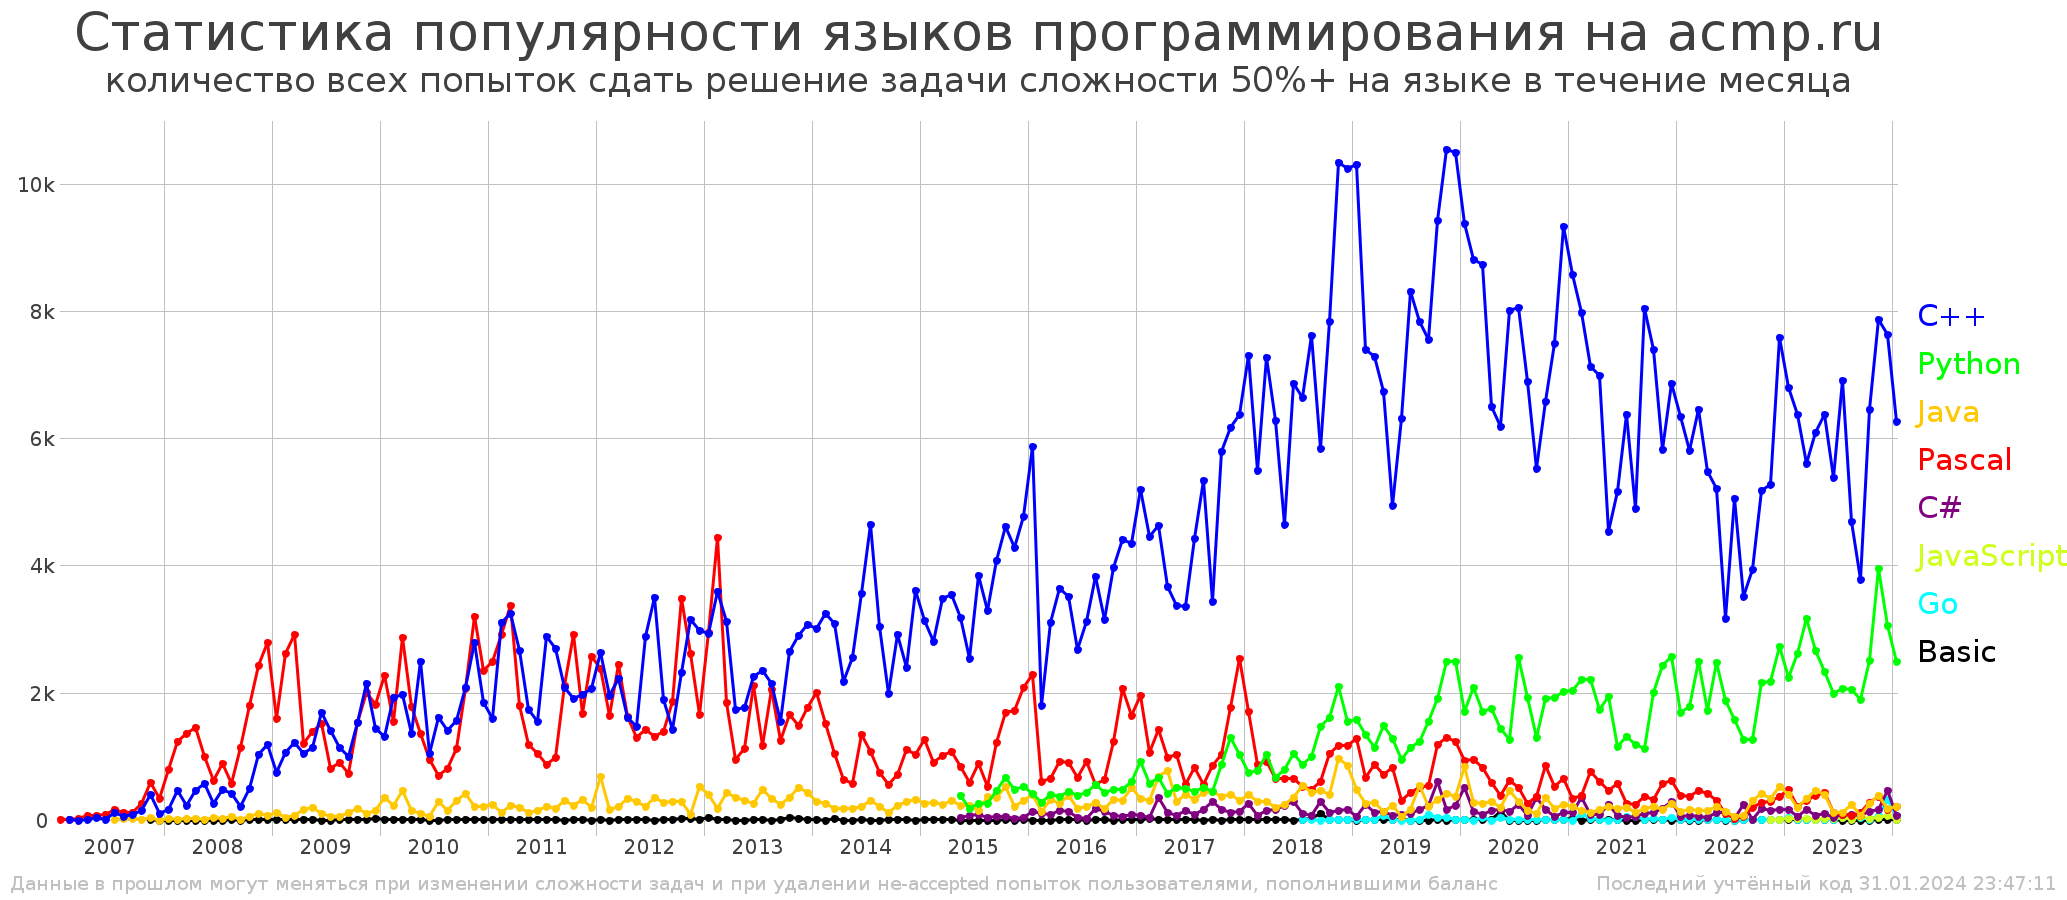 Статистика популярности языков программирования на acmp.ru
количество всех попыток сдать решение задачи сложности 50%+ на языке в течение месяца
10k
8k
6k
4k
2k
0
C++
Python
Java
Pascal
C#
JavaScript
Go
Basic
2007 2008 2009 2010 2011 2012 2013 2014 2015 2016 2017 2018 2019 2020 2021 2022 2023
Данные в прошлом могут меняться при изменении сложности задач и при удалении не-accepted попыток пользователями, пополнившими баланс
Последний учтённый код 31.01.2024 23:47:11